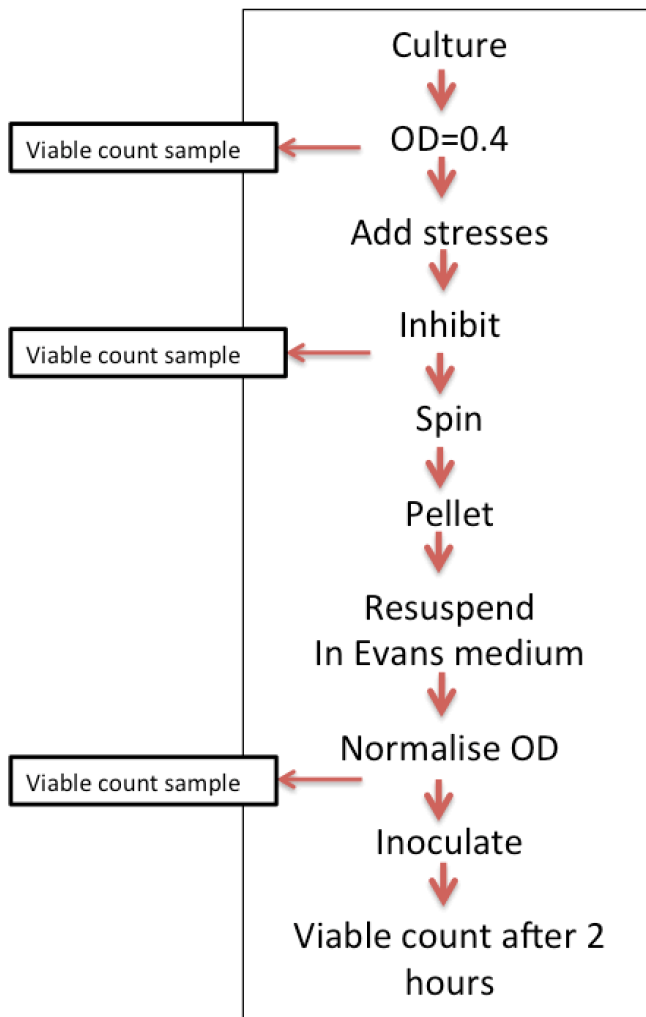 Culture
Viable count sample
OD=0.4
Add stresses
Inhibit
Viable count sample
Spin
Pellet
Resuspend
In Evans medium
Normalise OD
Viable count sample
Inoculate
Viable count after 2
hours